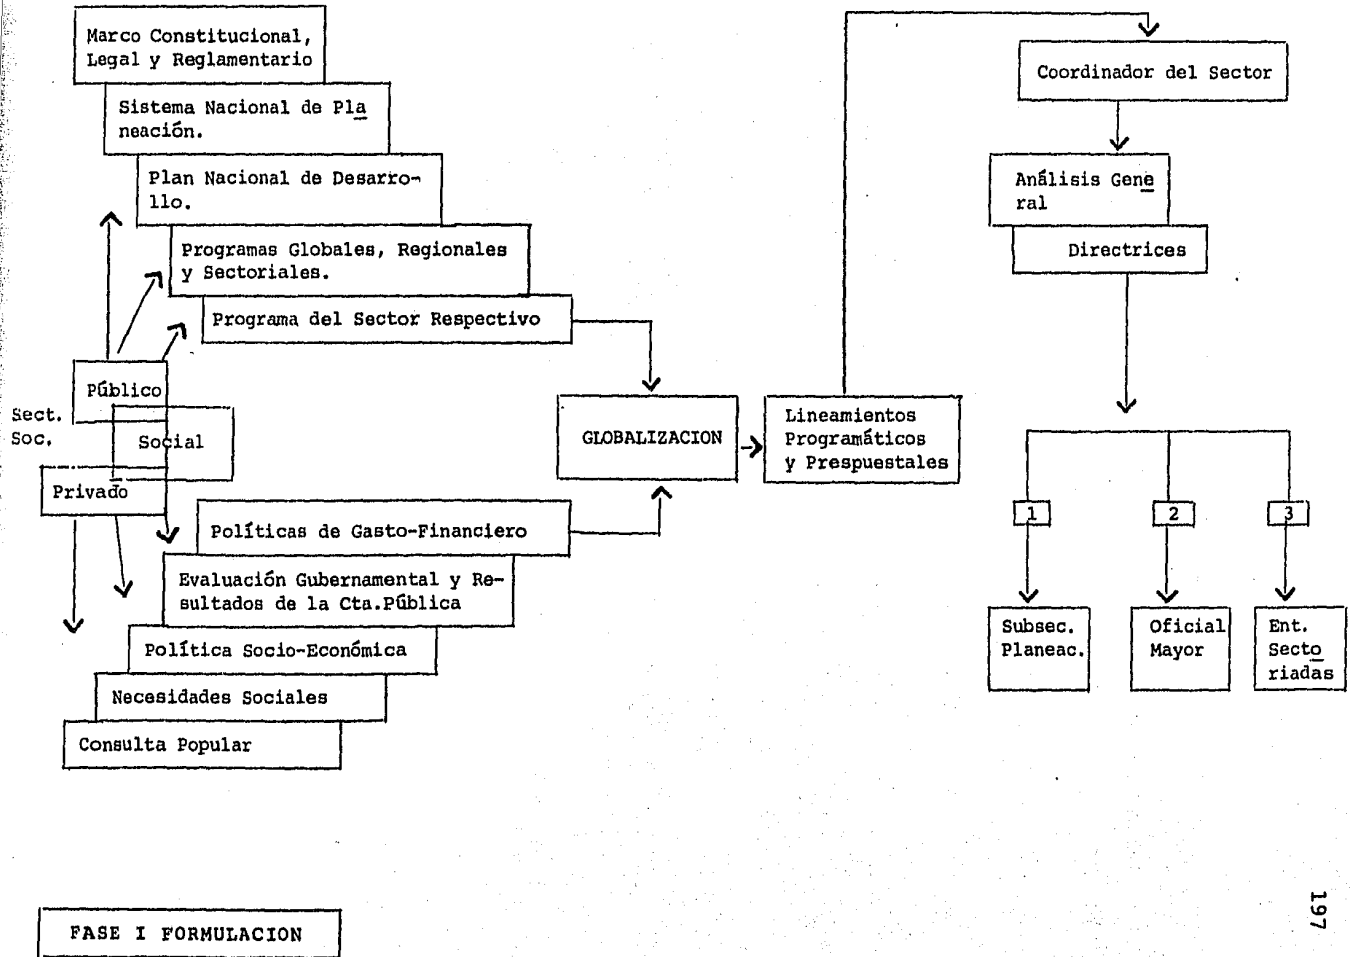 Marco Constitucional,
Legal y Reglamentario
Sistema Nacional de Pla
neación.
Plan Nacional de Desarro-
llo.
Programas Globales, Regionales
y Sectoriales.
Programa del Sector Respectivo
Público
Sect.
Soc.
Social
Privado
Políticas de Gasto-Financiero
Evaluación Gubernamental y Re-
sultados de la Cta.Pública
Política Socio-Económica
Necesidades Sociales
Consulta Popular
GLOBALIZACION
Lineamientos
Programáticos
y Prespuestales
Coordinador del Sector
Análisis Gene
ral
Directrices
1
2
3
Subsec.
Planeac.
Oficial
Mayor
Ent.
Secto
riadas
197
FASE I FORMULACION